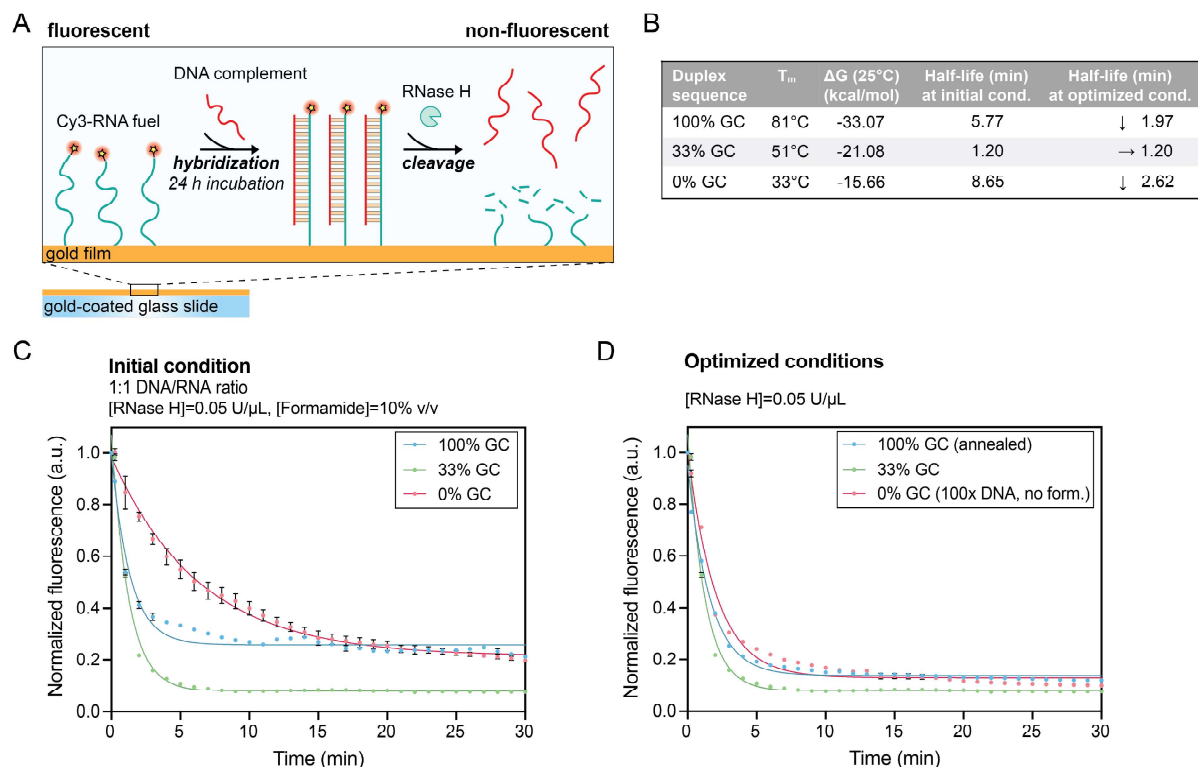 A
fluorescent
non-fluorescent
DNA complement
RNase H
Cy3-RNA fuel
hybridization
24 h incubation
cleavage
gold film
gold-coated glass slide
B
Duplex sequence Tm ΔG (25°C) (kcal/mol) Half-life (min) at initial cond. Half-life (min) at optimized cond.
100% GC 81°C -33.07 5.77 ↓ 1.97
33% GC 51°C -21.08 1.20 → 1.20
0% GC 33°C -15.66 8.65 ↓ 2.62
C
Initial condition
1:1 DNA/RNA ratio
[RNase H]=0.05 U/µL, [Formamide]=10% v/v
100% GC
33% GC
0% GC
Normalized fluorescence (a.u.)
1.0
0.8
0.6
0.4
0.2
0.0
0 5 10 15 20 25 30
Time (min)
D
Optimized conditions
[RNase H]=0.05 U/µL
100% GC (annealed)
33% GC
0% GC (100x DNA, no form.)
Normalized fluorescence (a.u.)
1.0
0.8
0.6
0.4
0.2
0.0
0 5 10 15 20 25 30
Time (min)